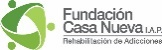 Fundación
Casa Nueva I.A.P.
Rehabilitación de Adicciones